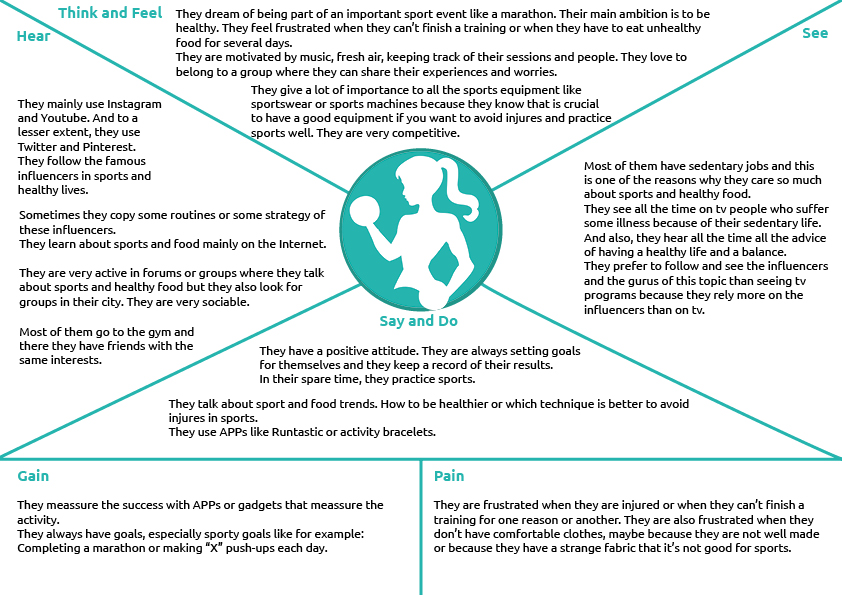 Think and Feel
They dream of being part of an important sport event like a marathon. Their main ambition is to be
healthy. They feel frustrated when they can't finish a training or when they have to eat unhealthy
food for several days.
They are motivated by music, fresh air, keeping track of their sessions and people. They love to
belong to a group where they can share their experiences and worries.
They give a lot of importance to all the sports equipment like
sportswear or sports machines because they know that is crucial
to have a good equipment if you want to avoid injures and practice
sports well. They are very competitive.
Hear
They mainly use Instagram
and Youtube. And to a
lesser extent, they use
Twitter and Pinterest.
They follow the famous
influencers in sports and
healthy lives.
Sometimes they copy some routines or some strategy of
these influencers.
They learn about sports and food mainly on the Internet.
They are very active in forums or groups where they talk
about sports and healthy food but they also look for
groups in their city. They are very sociable.
Most of them go to the gym and
there they have friends with the
same interests.
See
Most of them have sedentary jobs and this
is one of the reasons why they care so much
about sports and healthy food.
They see all the time on tv people who suffer
some illness because of their sedentary life.
And also, they hear all the time all the advice
of having a healthy life and a balance.
They prefer to follow and see the influencers
and the gurus of this topic than seeing tv
programs because they rely more on the
influencers than on tv.
Say and Do
They have a positive attitude. They are always setting goals
for themselves and they keep a record of their results.
In their spare time, they practice sports.
They talk about sport and food trends. How to be healthier or which technique is better to avoid
injures in sports.
They use APPs like Runtastic or activity bracelets.
Gain
They meassure the success with APPs or gadgets that meassure the
activity.
They always have goals, especially sporty goals like for example:
Completing a marathon or making “X” push-ups each day.
Pain
They are frustrated when they are injured or when they can't finish a
training for one reason or another. They are also frustrated when they
don't have comfortable clothes, maybe because they are not well made
or because they have a strange fabric that it's not good for sports.